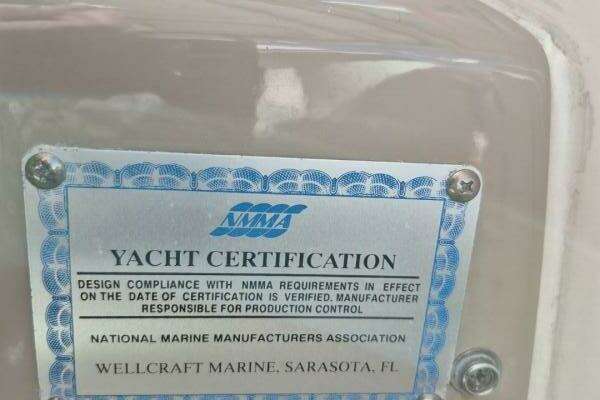 NMMA
YACHT CERTIFICATION
DESIGN COMPLIANCE WITH NMMA REQUIREMENTS IN EFFECT
ON THE DATE OF CERTIFICATION IS VERIFIED. MANUFACTURER
RESPONSIBLE FOR PRODUCTION CONTROL
NATIONAL MARINE MANUFACTURERS ASSOCIATION
WELLCRAFT MARINE, SARASOTA, FL